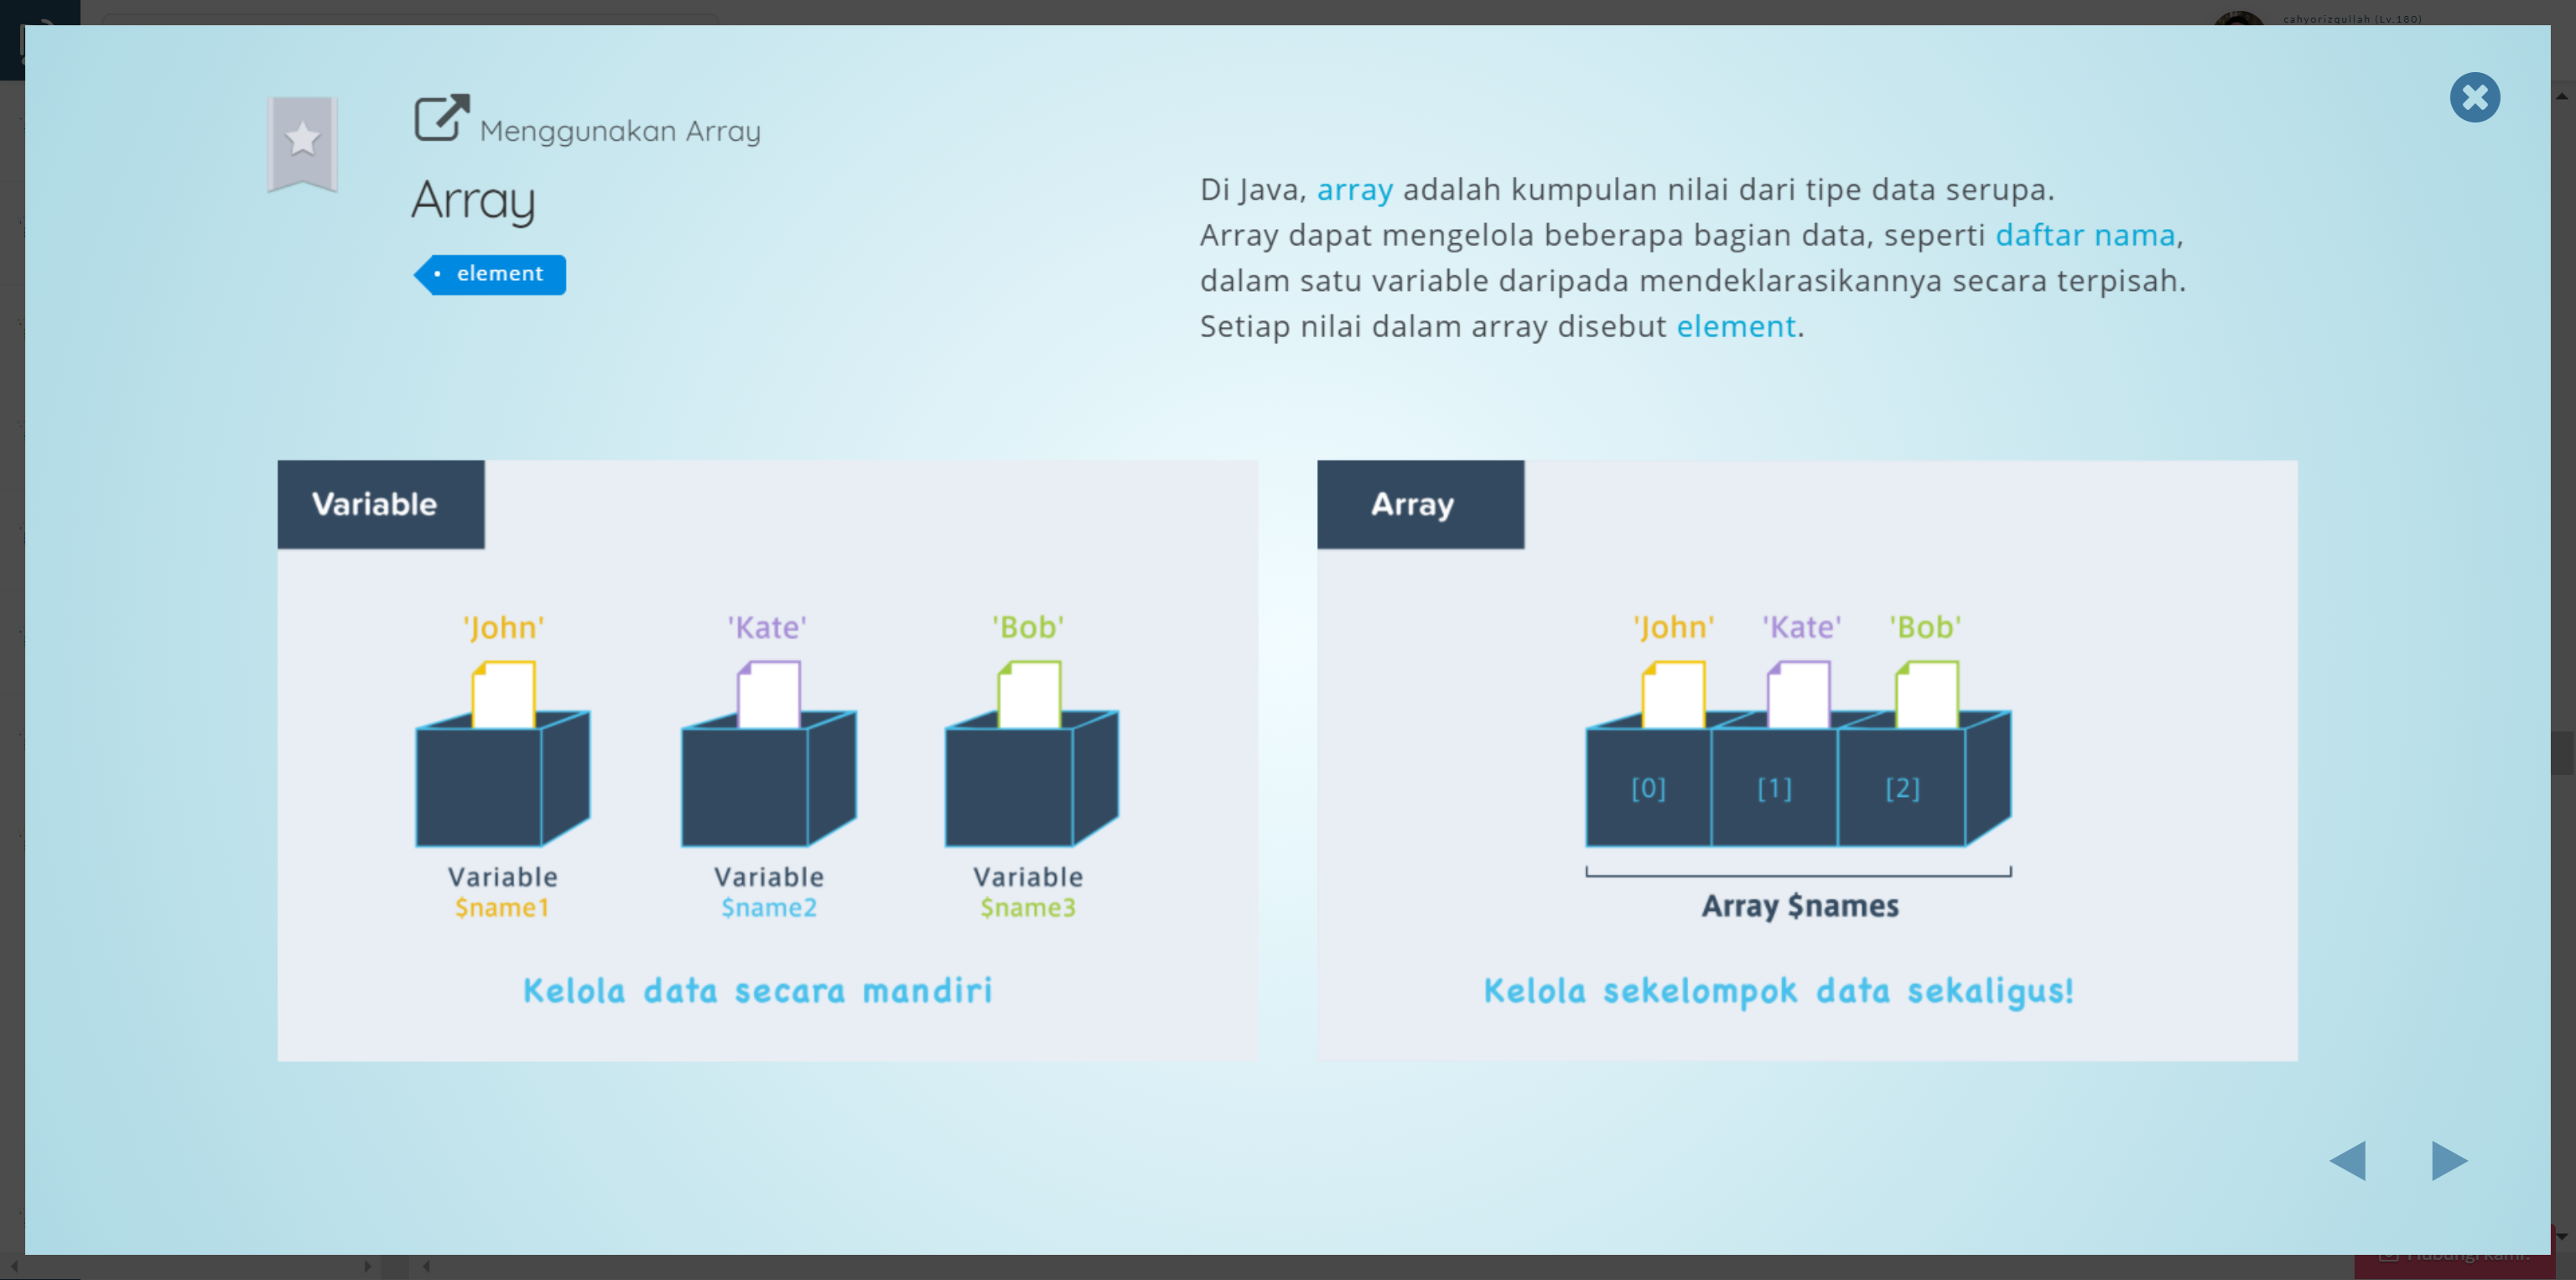 cahyorizqullah (Lv.180)
Menggunakan Array
Array
• element
Di Java, array adalah kumpulan nilai dari tipe data serupa.
Array dapat mengelola beberapa bagian data, seperti daftar nama,
dalam satu variable daripada mendeklarasikannya secara terpisah.
Setiap nilai dalam array disebut element.
Variable
'John' 'Kate' 'Bob'
Variable Variable Variable
$name1 $name2 $name3
Kelola data secara mandiri
Array
'John' 'Kate' 'Bob'
[0] [1] [2]
Array $names
Kelola sekelompok data sekaligus!
Hubungi kami!